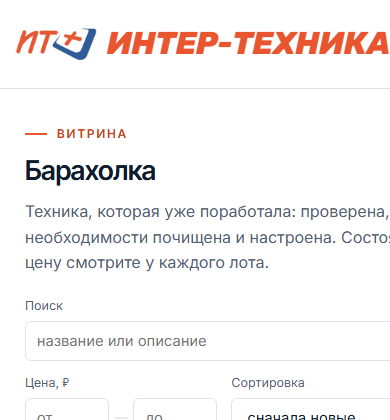 ИТ+ ИНТЕР-ТЕХНИКА
ВИТРИНА
Барахолка
Техника, которая уже поработала: проверена,
необходимости почищена и настроена.
цену смотрите у каждого лота.
Поиск
название или описание
Цена, ₽ Сортировка
от — до сначала новые